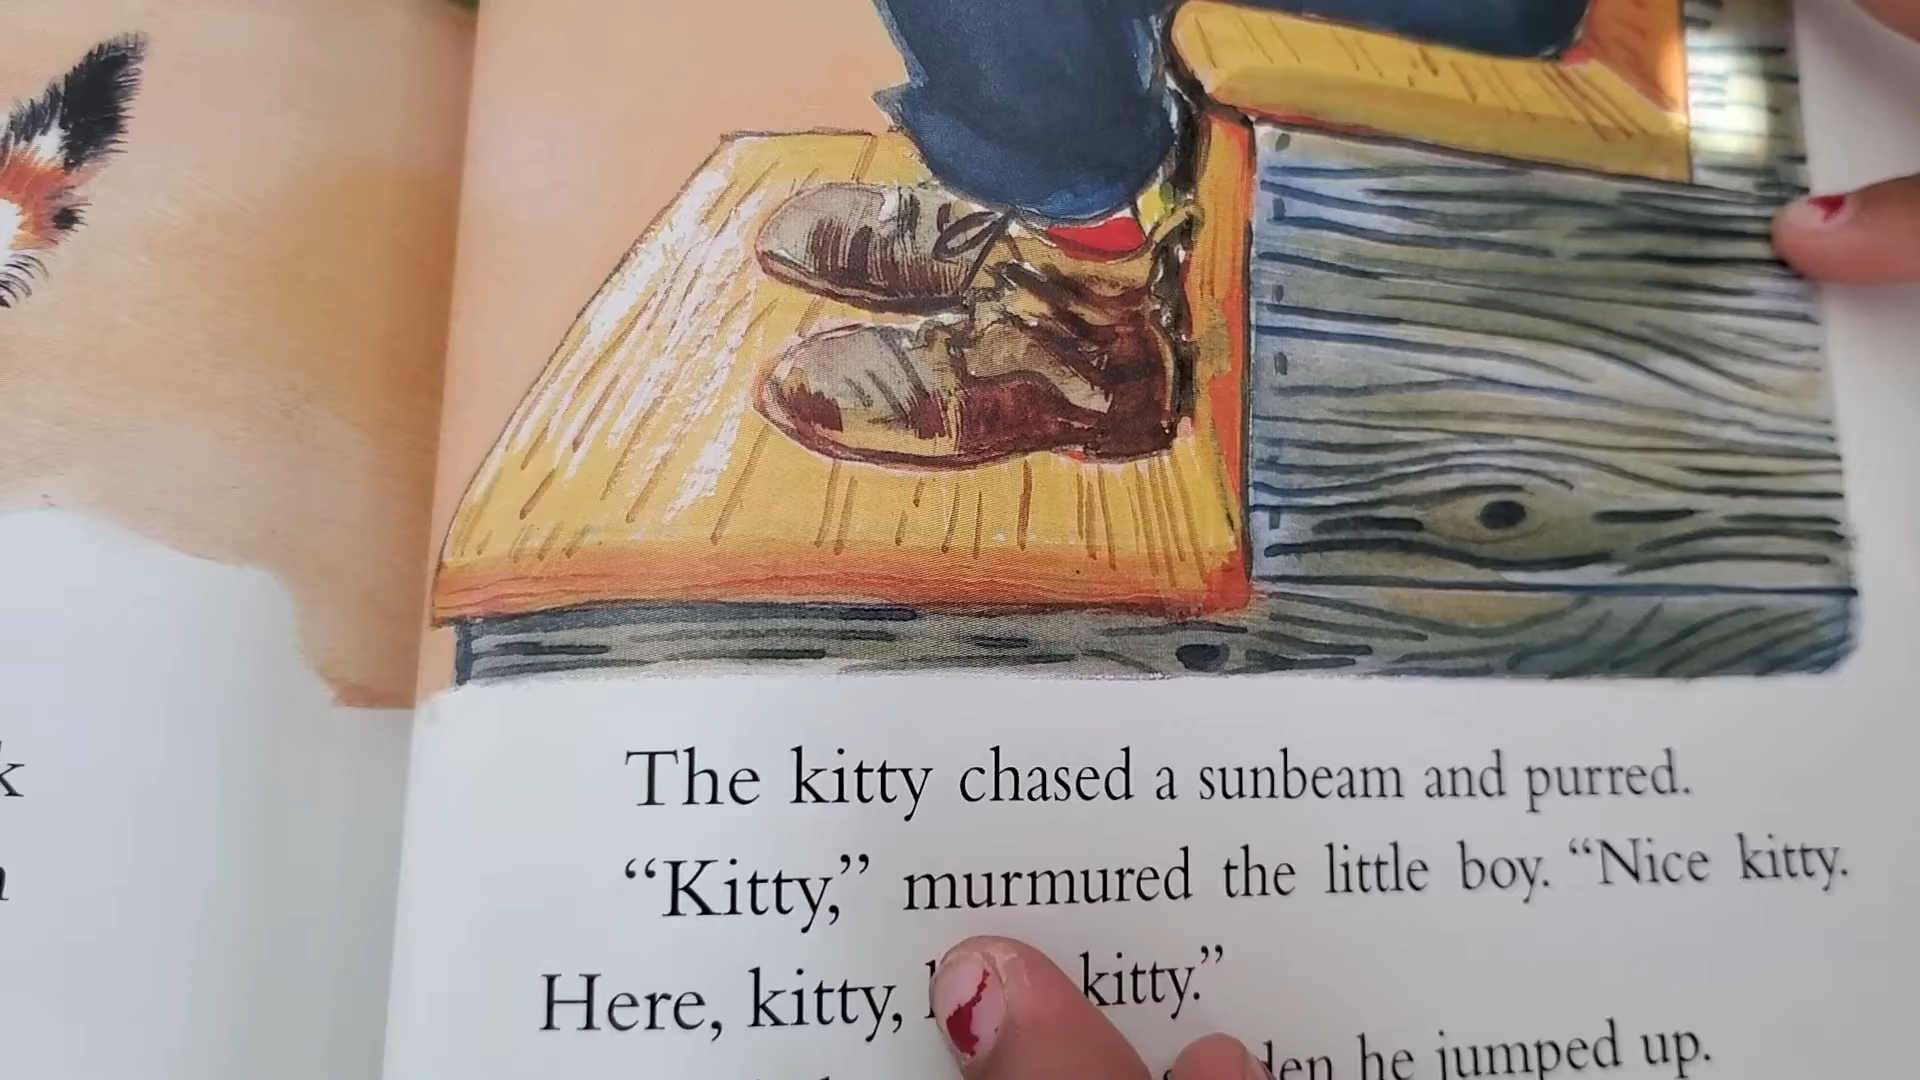 The kitty chased a sunbeam and purred.
“Kitty,” murmured the little boy. “Nice kitty.
Here, kitty, kitty.”
he jumped up.